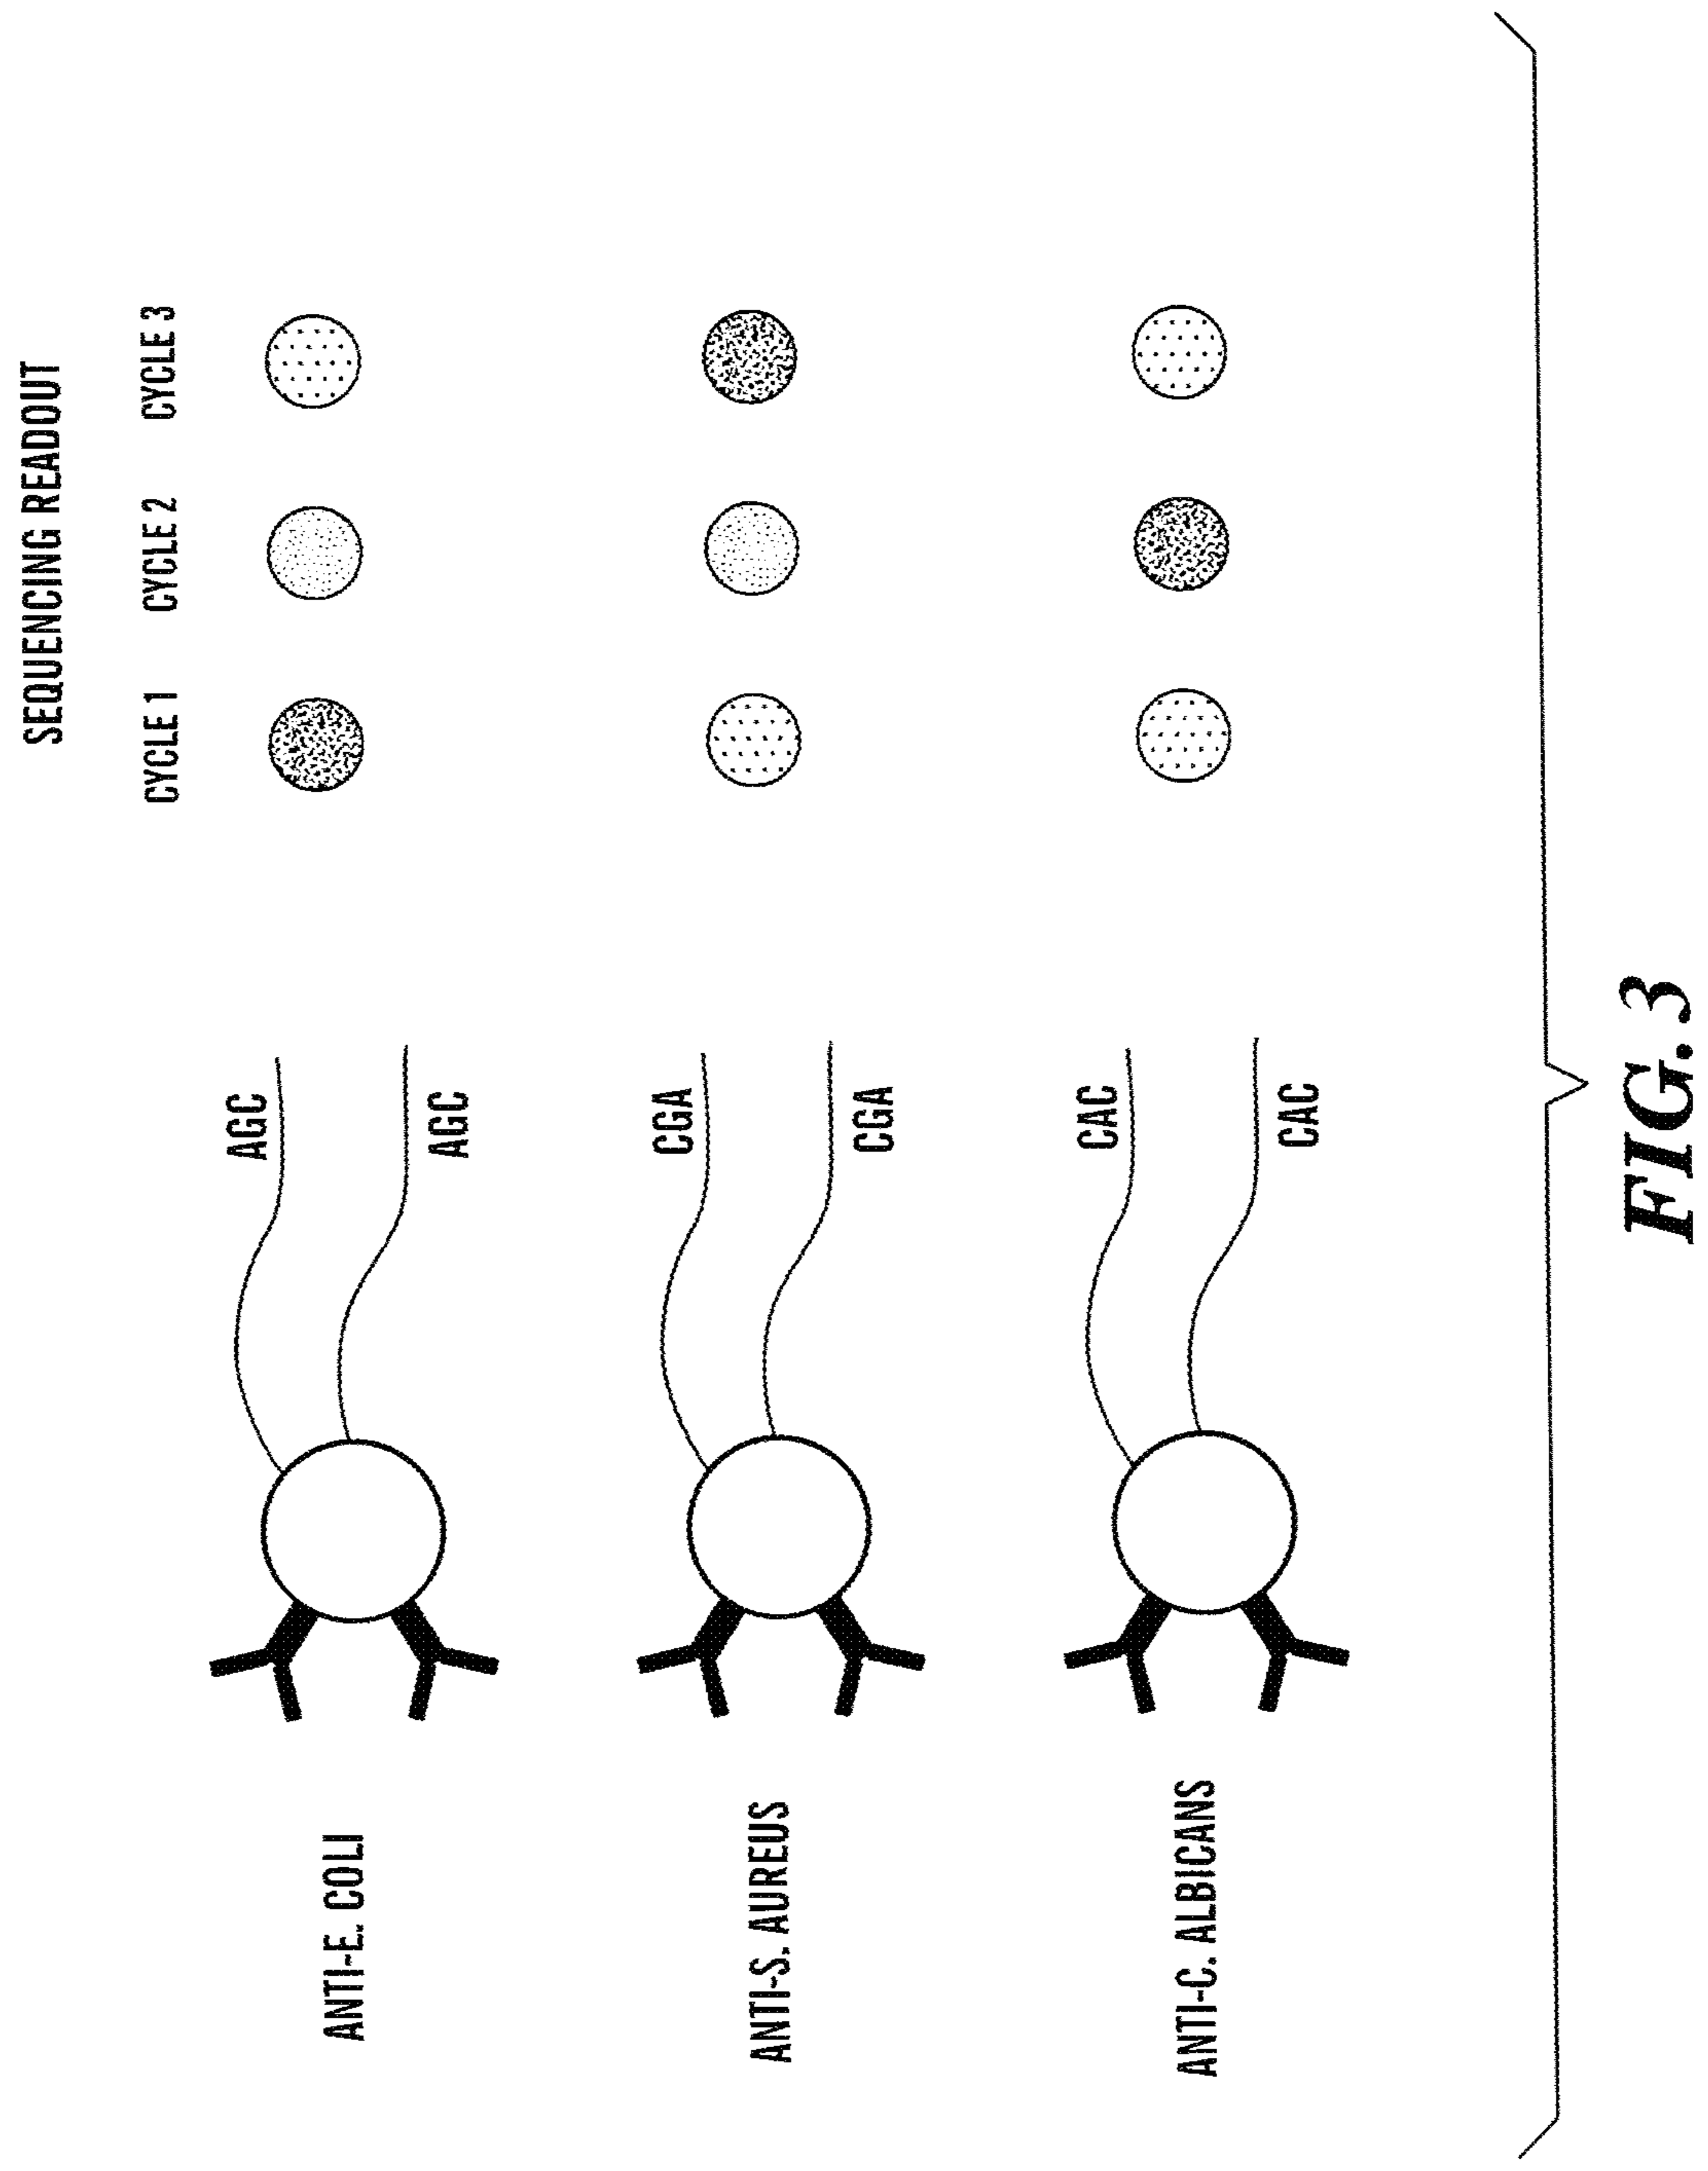 SEQUENCING READOUT
CYCLE 1 CYCLE 2 CYCLE 3
AGC
ANTI-E. COLI
AGC
CGA
ANTI-S. AUREUS
CGA
CAC
ANTI-C. ALBICANS
CAC
FIG. 3